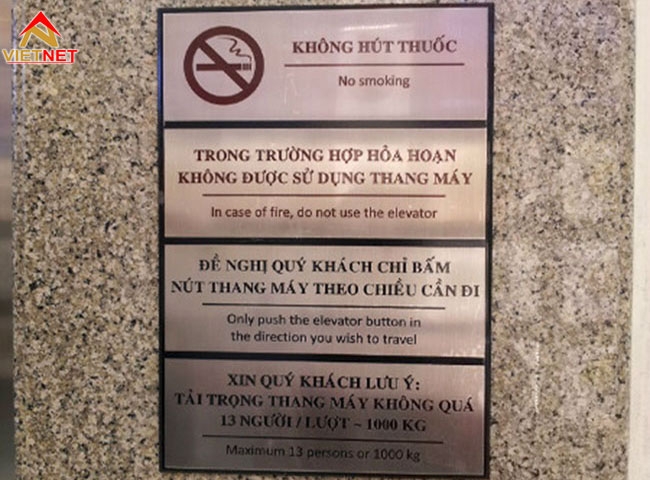 VIETNET
KHÔNG HÚT THUỐC
No smoking
TRONG TRƯỜNG HỢP HỎA HOẠN
KHÔNG ĐƯỢC SỬ DỤNG THANG MÁY
In case of fire, do not use the elevator
ĐỀ NGHỊ QUÝ KHÁCH CHỈ BẤM
NÚT THANG MÁY THEO CHIỀU CẦN ĐI
Only push the elevator button in
the direction you wish to travel
XIN QUÝ KHÁCH LƯU Ý:
TẢI TRỌNG THANG MÁY KHÔNG QUÁ
13 NGƯỜI / LƯỢT ~ 1000 KG
Maximum 13 persons or 1000 kg